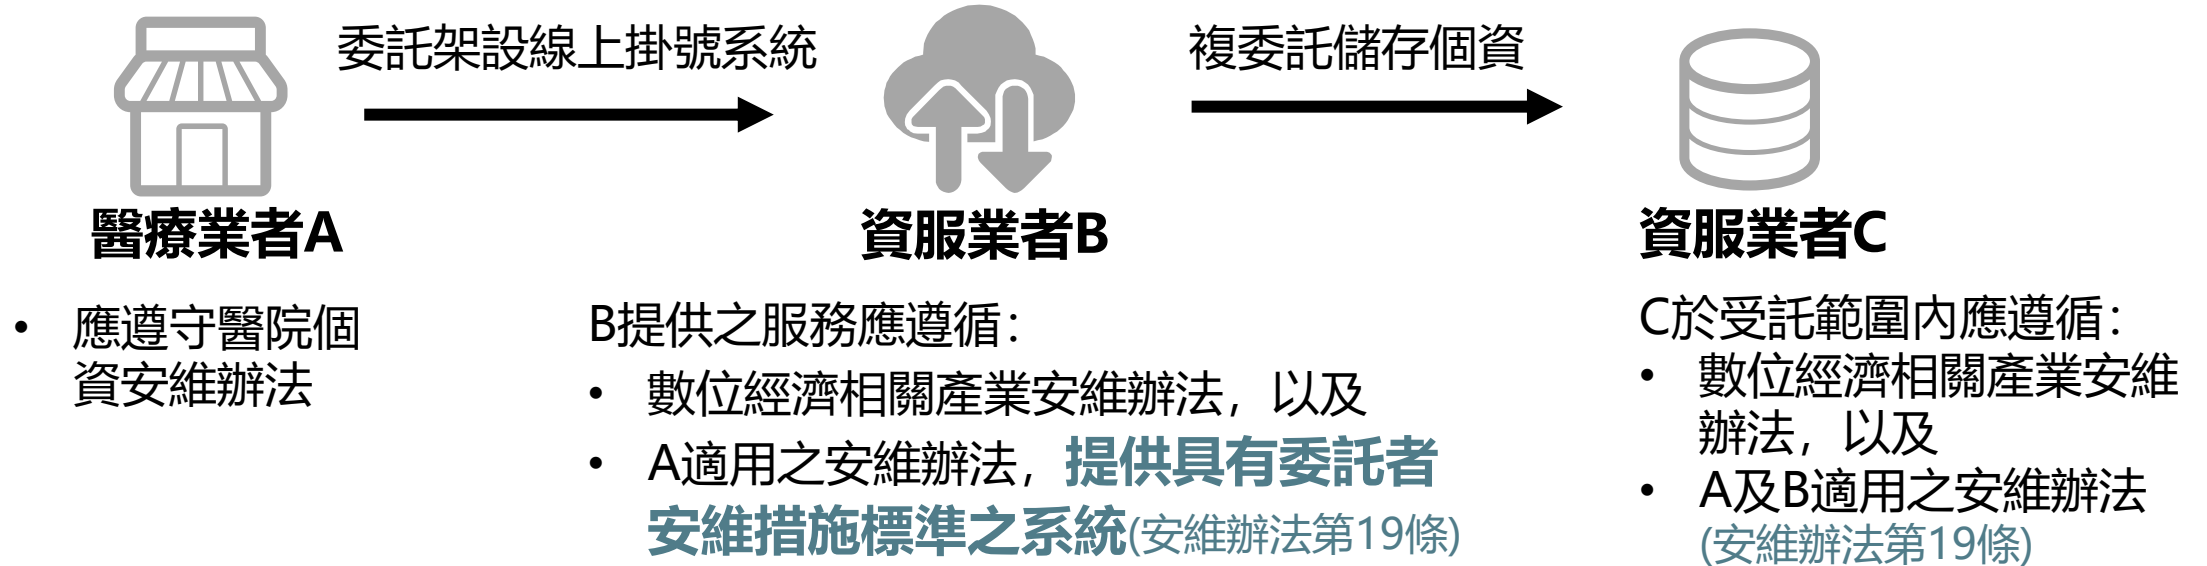 委託架設線上掛號系統
複委託儲存個資
醫療業者A
資服業者B
資服業者C
• 應遵守醫院個
資安維辦法
B提供之服務應遵循：
• 數位經濟相關產業安維辦法，以及
• A適用之安維辦法，提供具有委託者
安維措施標準之系統(安維辦法第19條)
C於受託範圍內應遵循：
• 數位經濟相關產業安維
辦法，以及
• A及B適用之安維辦法
(安維辦法第19條)